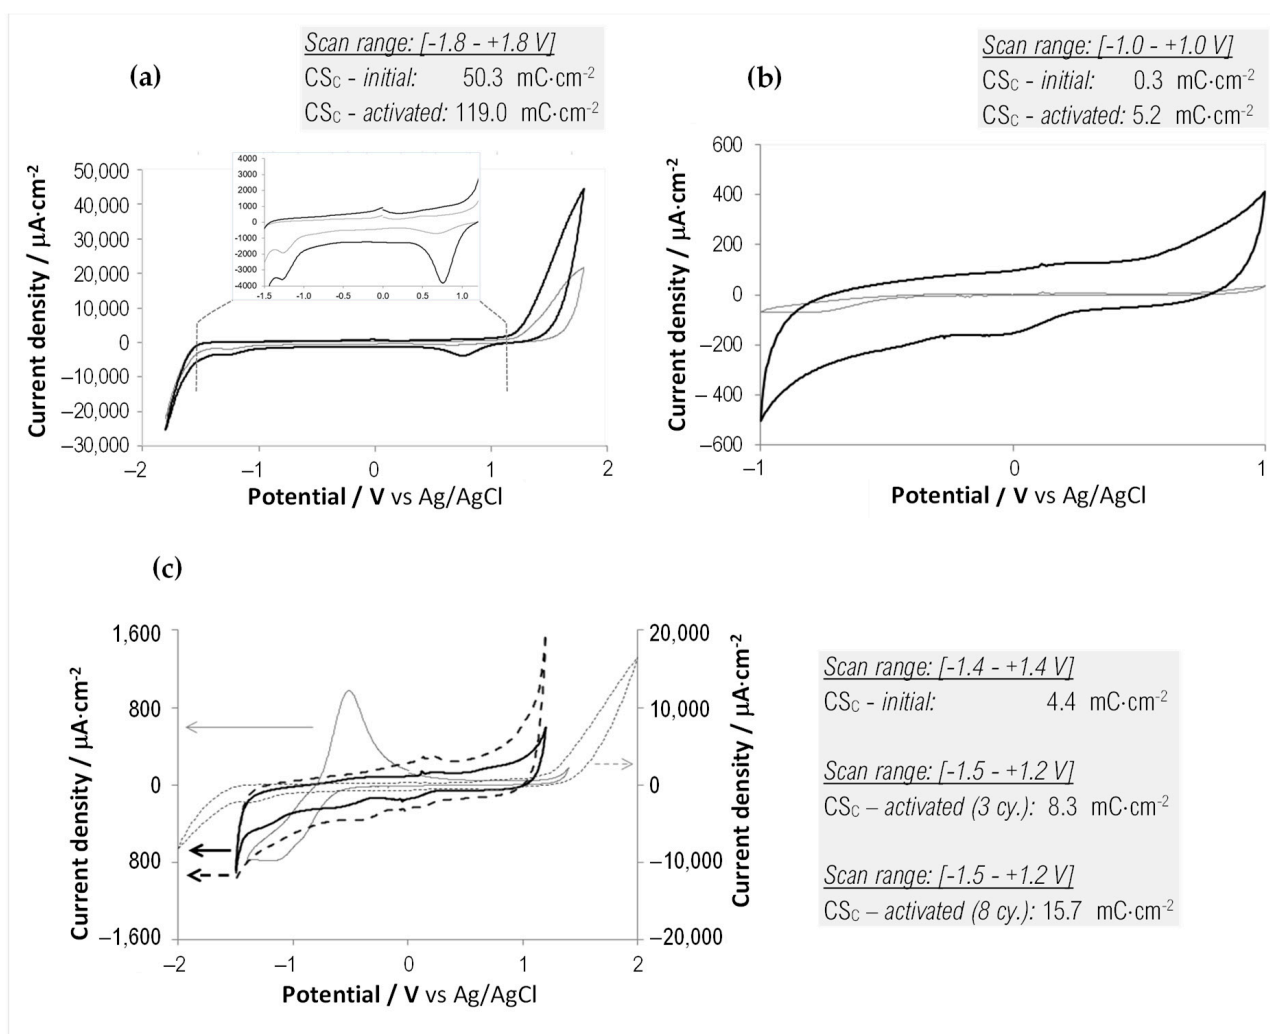 (a)
Scan range: [-1.8 - +1.8 V]
CSC - initial: 50.3 mC·cm-2
CSC - activated: 119.0 mC·cm-2
Current density / µA·cm-2
50,000
40,000
30,000
20,000
10,000
0
–10,000
–20,000
–30,000
4000
3000
2000
1000
0
-1000
-2000
-3000
-4000
-1.5 -1.0 -0.5 0.0 0.5 1.0
–2 –1 0 1 2
Potential / V vs Ag/AgCl
(b)
Scan range: [-1.0 - +1.0 V]
CSC - initial: 0.3 mC·cm-2
CSC - activated: 5.2 mC·cm-2
Current density / µA·cm-2
600
400
200
0
–200
–400
–600
–1 0 1
Potential / V vs Ag/AgCl
(c)
Current density / µA·cm-2
1,600
800
0
800
–1,600
20,000
10,000
0
–10,000
–20,000
Current density / µA·cm-2
–2 –1 0 1 2
Potential / V vs Ag/AgCl
Scan range: [-1.4 - +1.4 V]
CSC - initial: 4.4 mC·cm-2
Scan range: [-1.5 - +1.2 V]
CSC – activated (3 cy.): 8.3 mC·cm-2
Scan range: [-1.5 - +1.2 V]
CSC – activated (8 cy.): 15.7 mC·cm-2